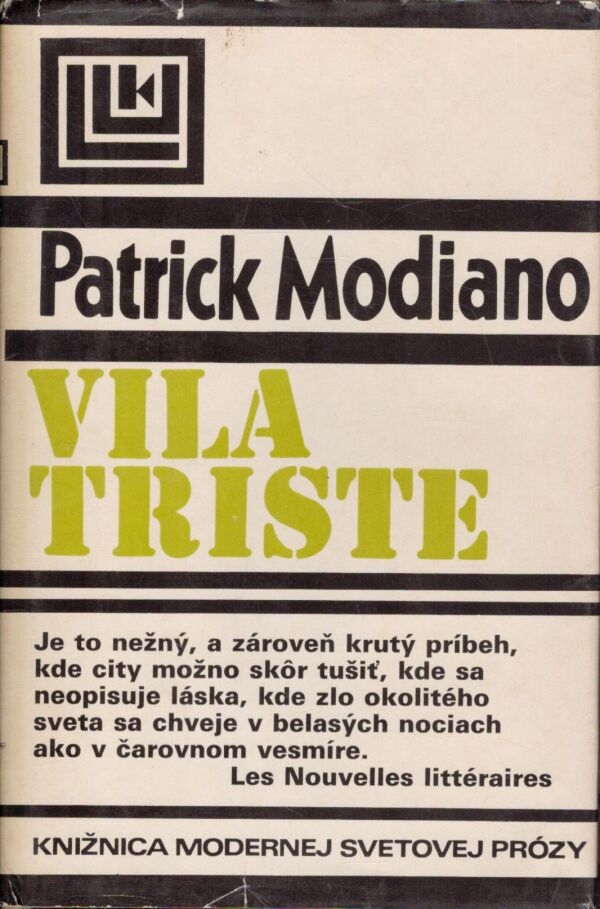 Patrick Modiano
VILA
TRISTE
Je to nežný, a zároveň krutý príbeh,
kde city možno skôr tušiť, kde sa
neopisuje láska, kde zlo okolitého
sveta sa chveje v belasých nociach
ako v čarovnom vesmíre.
Les Nouvelles littéraires
KNIŽNICA MODERNEJ SVETOVEJ PRÓZY